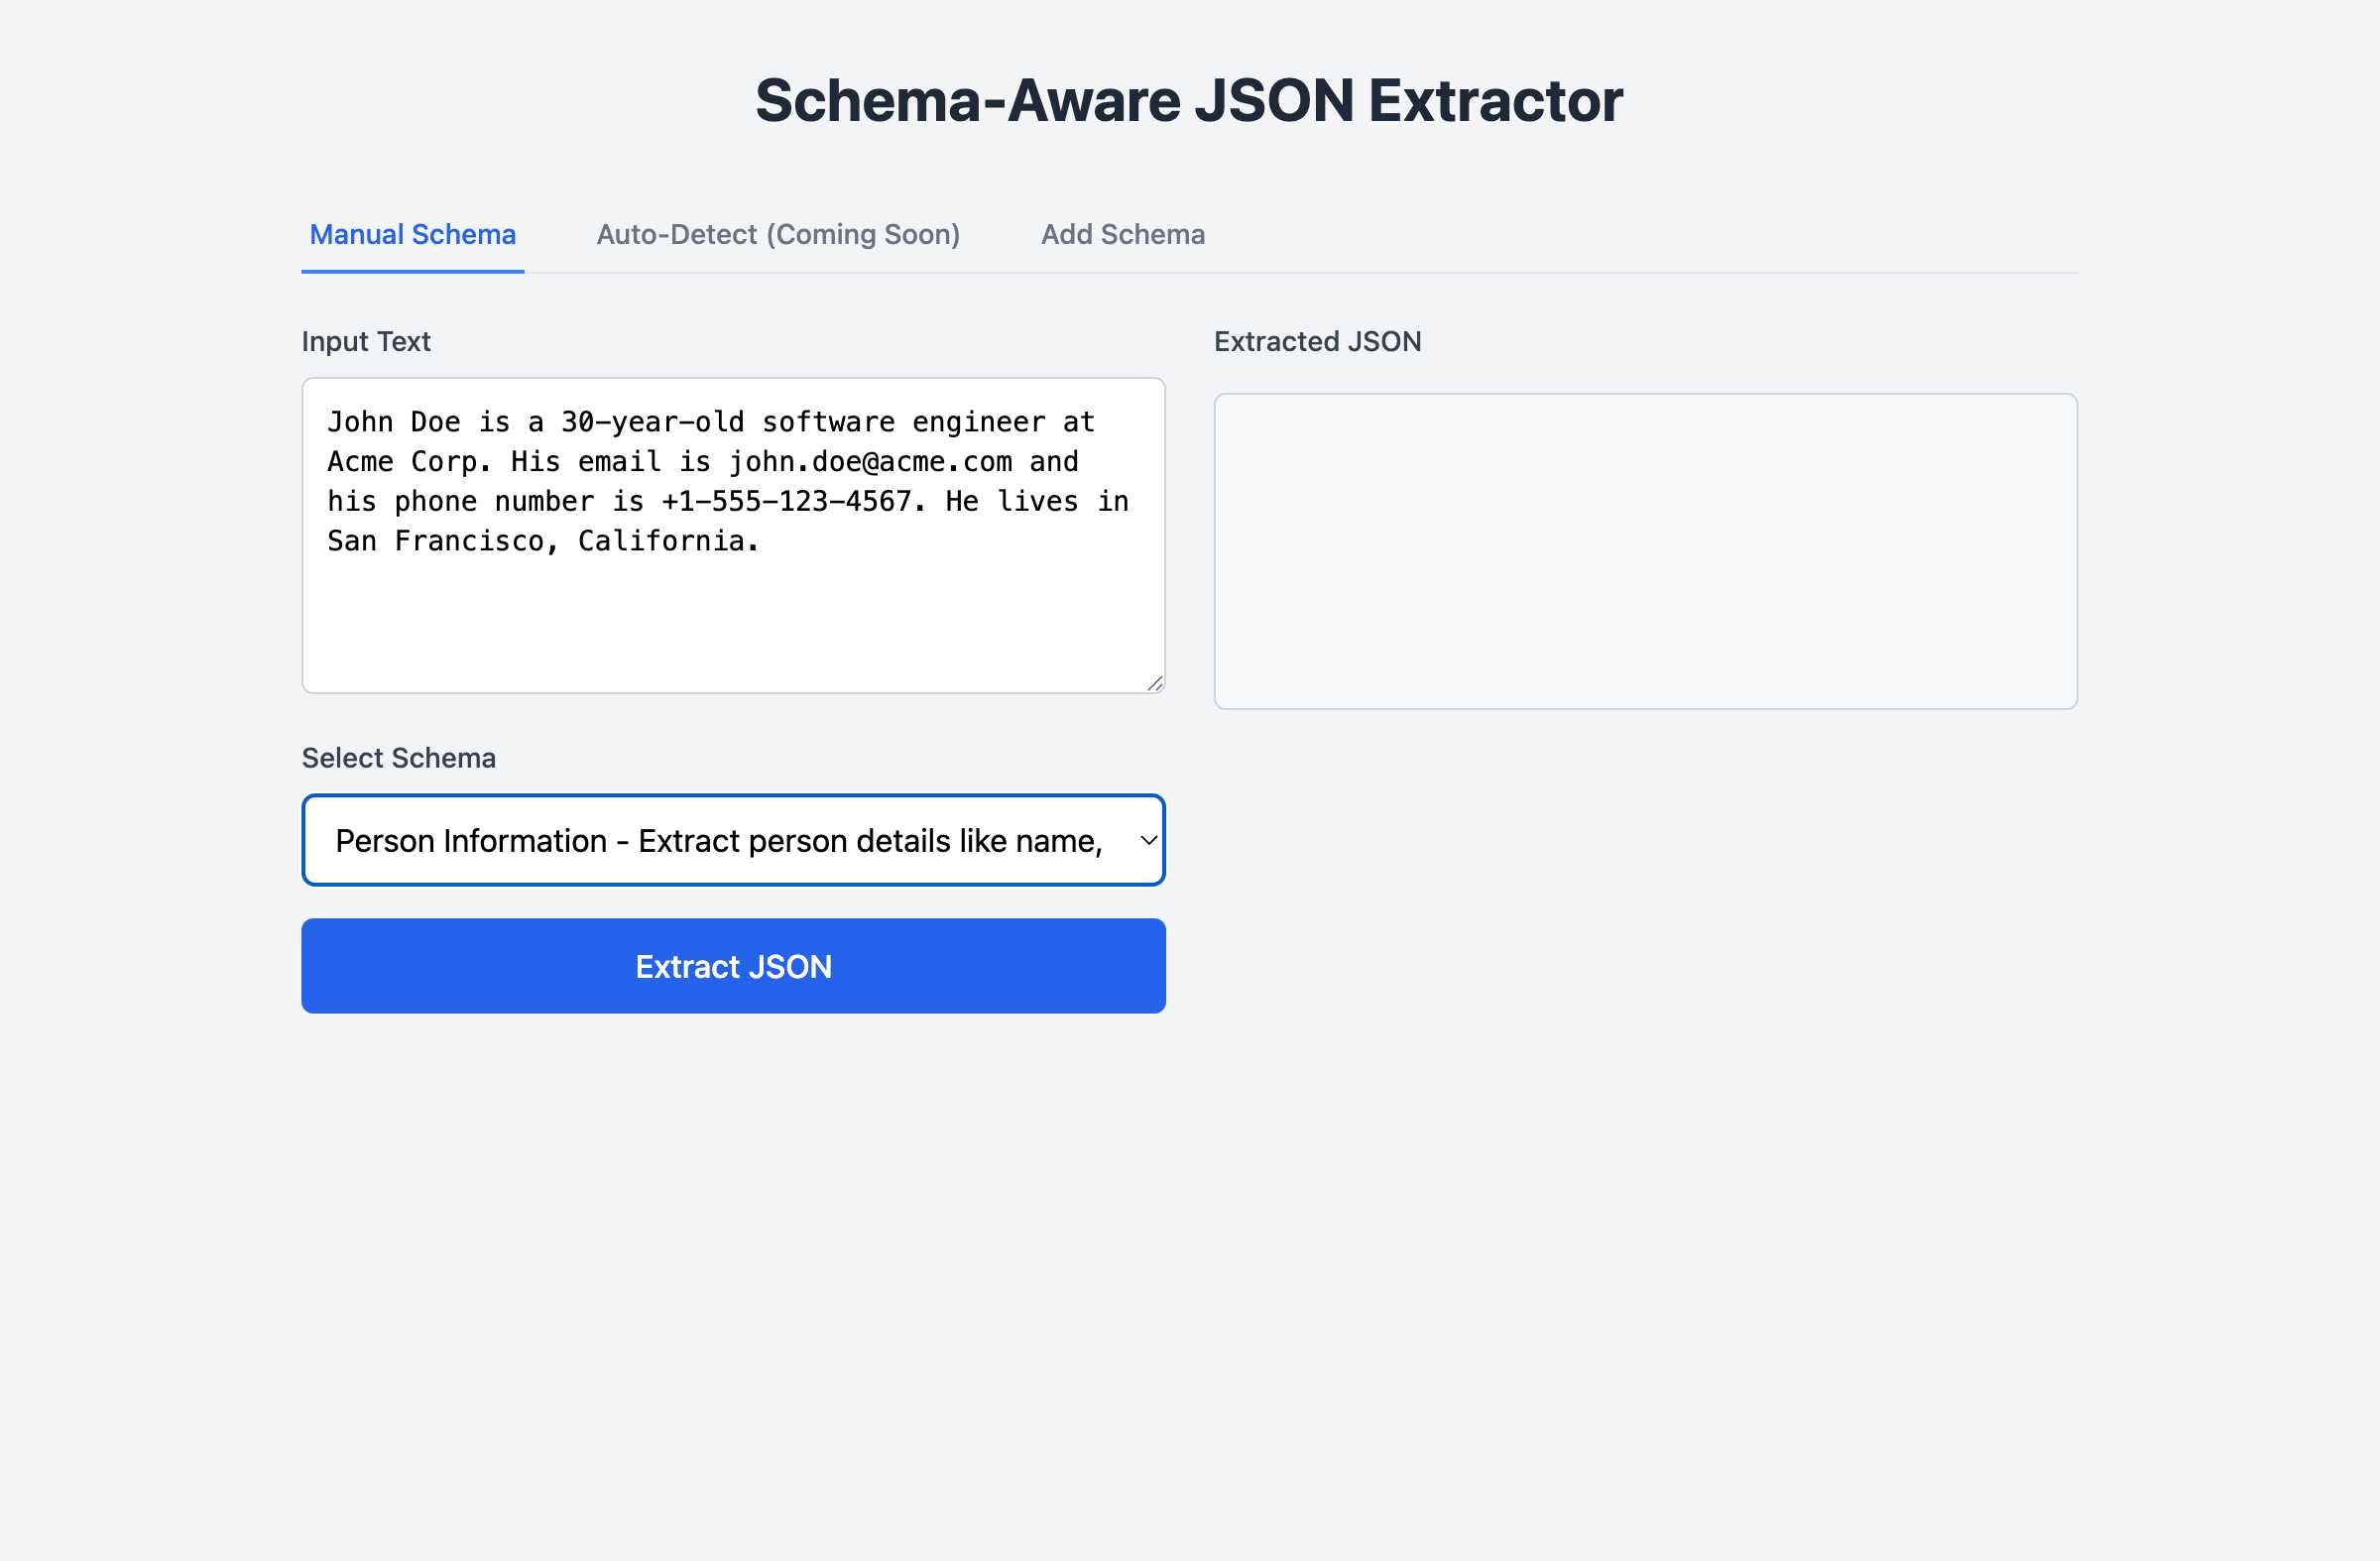 Schema-Aware JSON Extractor
Manual Schema
Auto-Detect (Coming Soon)
Add Schema
Input Text
John Doe is a 30-year-old software engineer at
Acme Corp. His email is john.doe@acme.com and
his phone number is +1-555-123-4567. He lives in
San Francisco, California.
Select Schema
Person Information - Extract person details like name,
Extract JSON
Extracted JSON